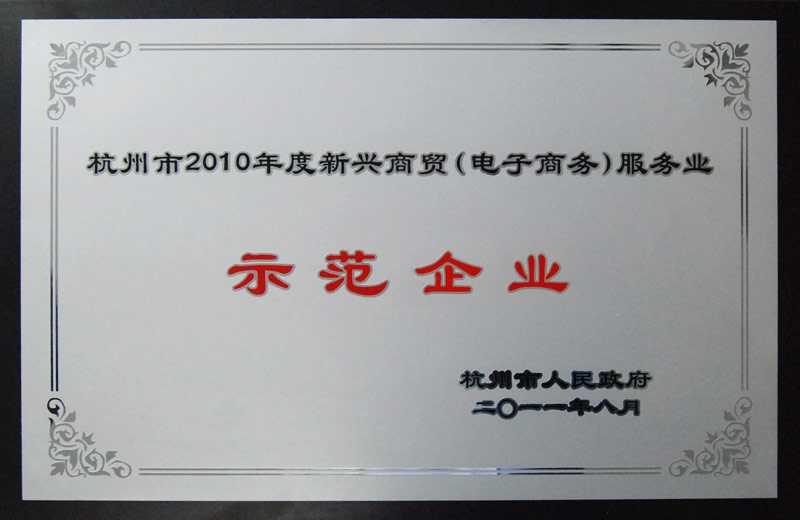 杭州市2010年度新兴商贸(电子商务)服务业
示范企业
杭州市人民政府
二〇一一年八月